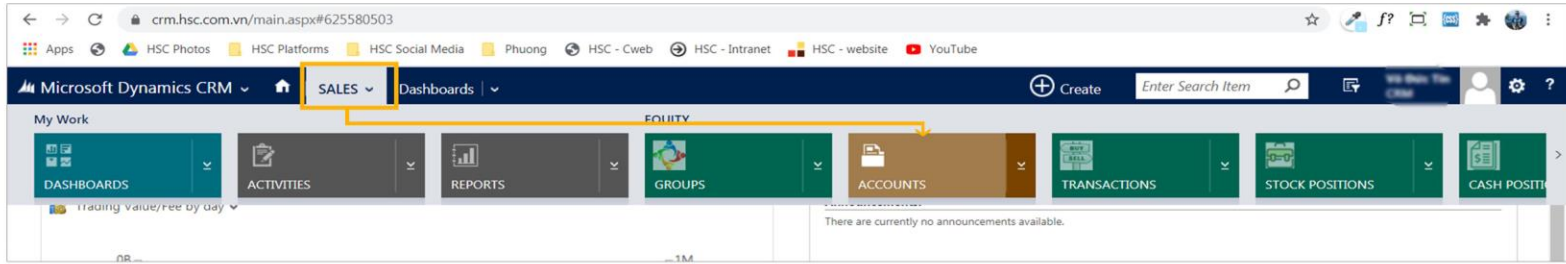 crm.hsc.com.vn/main.aspx#625580503
f?
Apps HSC Photos HSC Platforms HSC Social Media Phuong HSC - Cweb HSC - Intranet HSC - website YouTube
Microsoft Dynamics CRM SALES Dashboards Create Enter Search Item ?
My Work EQUITY
BUY
SELL
DASHBOARDS ACTIVITIES REPORTS GROUPS ACCOUNTS TRANSACTIONS STOCK POSITIONS CASH POSITI
Trading Value/Fee by day
There are currently no announcements available.
0B 1M